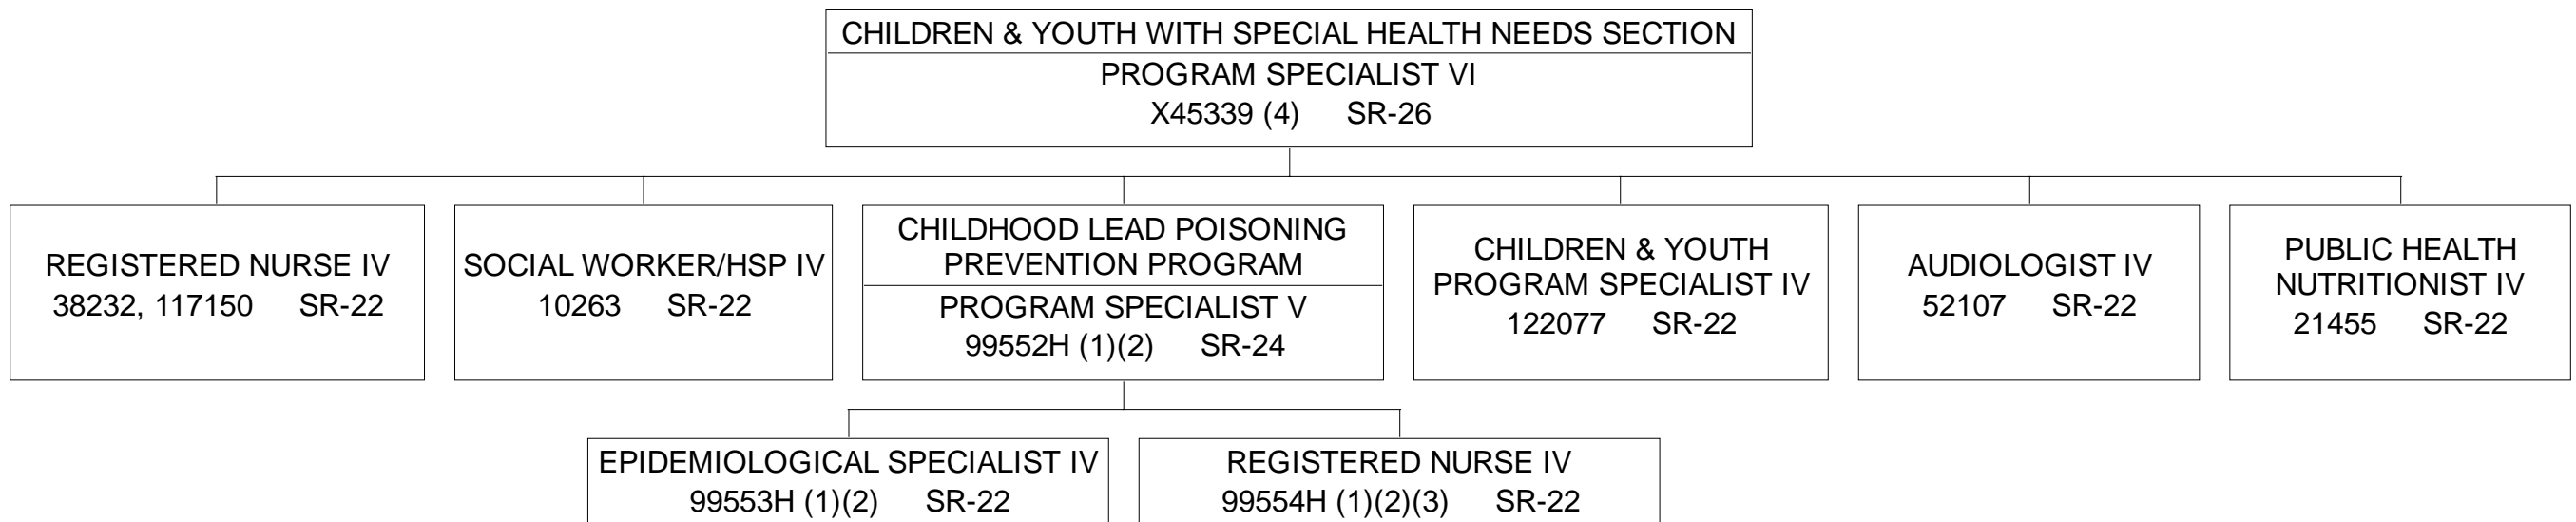 CHILDREN & YOUTH WITH SPECIAL HEALTH NEEDS SECTION
PROGRAM SPECIALIST VI
X45339 (4) SR-26
REGISTERED NURSE IV
38232, 117150 SR-22
SOCIAL WORKER/HSP IV
10263 SR-22
CHILDHOOD LEAD POISONING
PREVENTION PROGRAM
PROGRAM SPECIALIST V
99552H (1)(2) SR-24
CHILDREN & YOUTH
PROGRAM SPECIALIST IV
122077 SR-22
AUDIOLOGIST IV
52107 SR-22
PUBLIC HEALTH
NUTRITIONIST IV
21455 SR-22
EPIDEMIOLOGICAL SPECIALIST IV
99553H (1)(2) SR-22
REGISTERED NURSE IV
99554H (1)(2)(3) SR-22